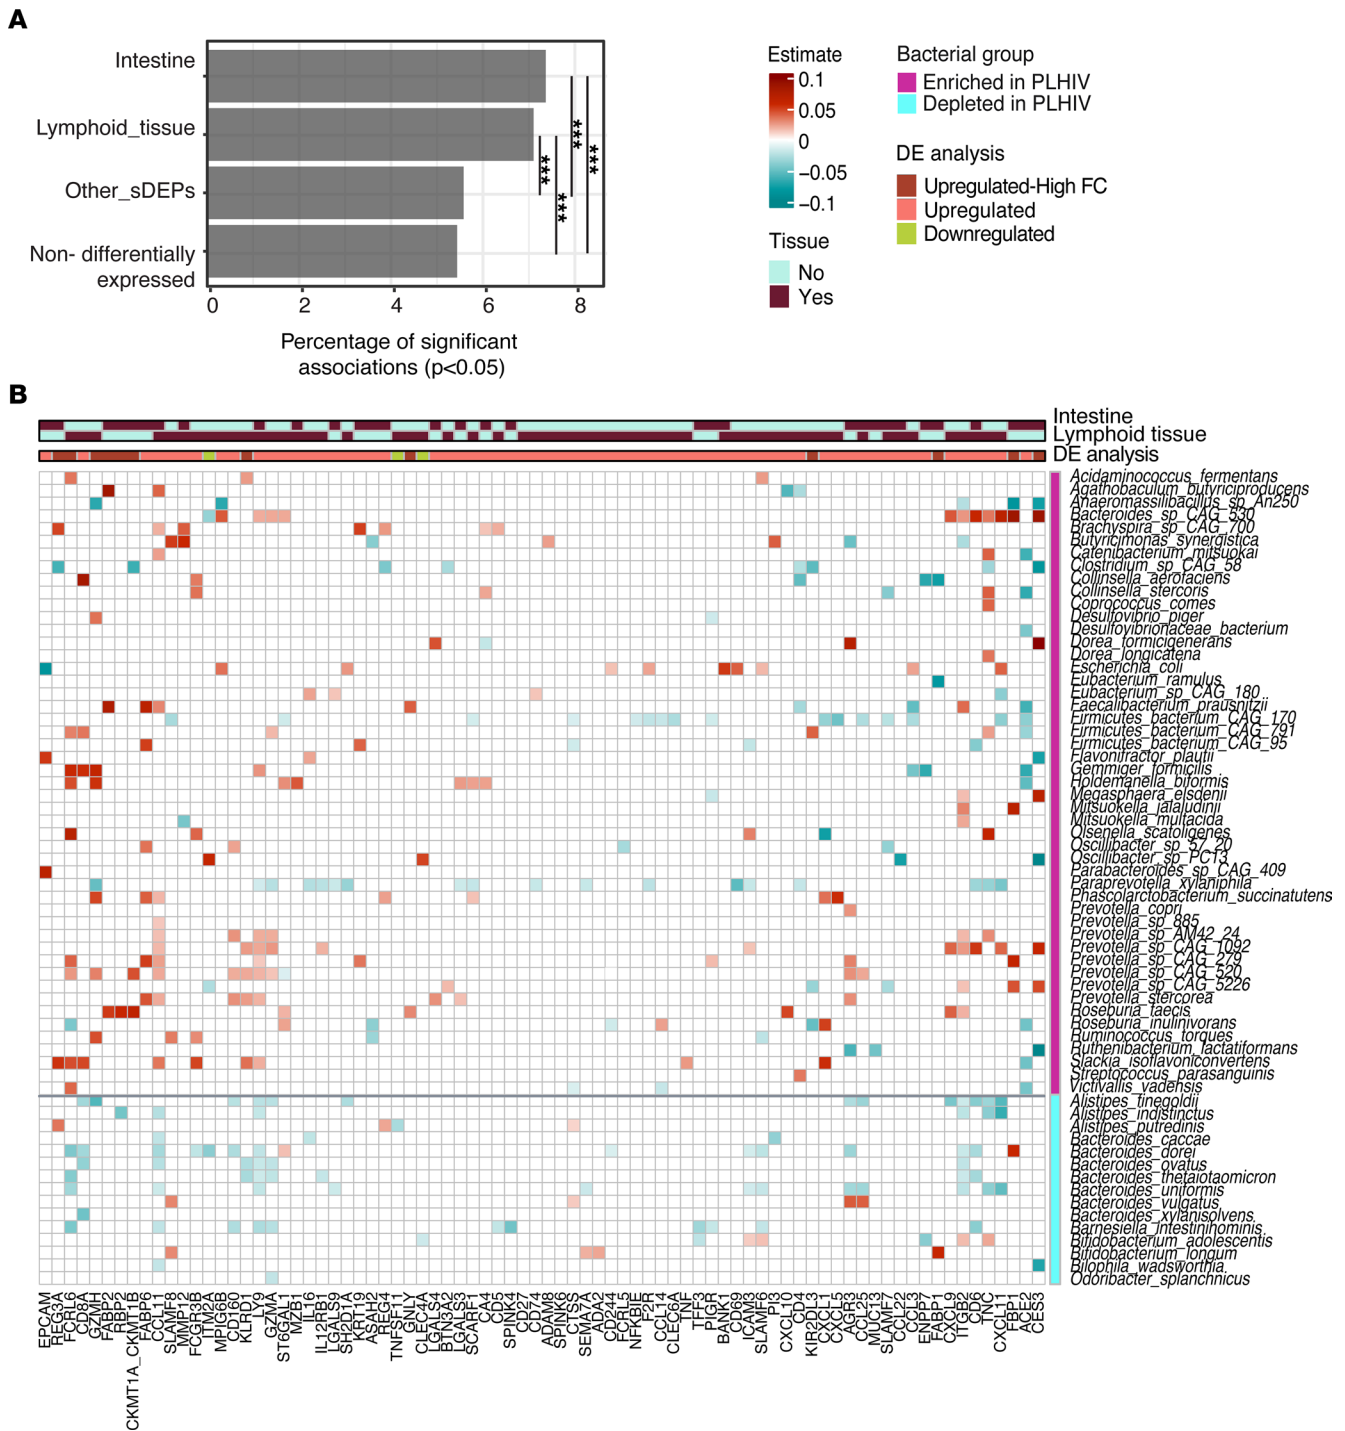 A
Intestine
Lymphoid_tissue
Other_sDEPs
Non- differentially
expressed
***
***
***
***
0 2 4 6 8
Percentage of significant
associations (p<0.05)
Estimate
0.1
0.05
0
−0.05
−0.1
Tissue
No
Yes
Bacterial group
Enriched in PLHIV
Depleted in PLHIV
DE analysis
Upregulated-High FC
Upregulated
Downregulated
B
Intestine
Lymphoid tissue
DE analysis
Acidaminococcus_fermentans
Agathobaculum_butyriciproducens
Anaeromassilibacillus_sp_An250
Bacteroides_sp_CAG_530
Brachyspira_sp_CAG_700
Butyricimonas_synergistica
Catenibacterium_mitsuokai
Clostridium_sp_CAG_58
Collinsella_aerofaciens
Collinsella_stercoris
Coprococcus_comes
Desulfovibrio_piger
Desulfovibrionaceae_bacterium
Dorea_formicigenerans
Dorea_longicatena
Escherichia_coli
Eubacterium_ramulus
Eubacterium_sp_CAG_180
Faecalibacterium_prausnitzii
Firmicutes_bacterium_CAG_170
Firmicutes_bacterium_CAG_791
Firmicutes_bacterium_CAG_95
Flavonifractor_plautii
Gemmiger_formicilis
Holdemanella_biformis
Megasphaera_elsdenii
Mitsuokella_jalaludinii
Mitsuokella_multacida
Olsenella_scatoligenes
Oscillibacter_sp_57_20
Oscillibacter_sp_PC13
Parabacteroides_sp_CAG_409
Paraprevotella_xylaniphila
Phascolarctobacterium_succinatutens
Prevotella_copri
Prevotella_sp_885
Prevotella_sp_AM42_24
Prevotella_sp_CAG_1092
Prevotella_sp_CAG_279
Prevotella_sp_CAG_520
Prevotella_sp_CAG_5226
Prevotella_stercorea
Roseburia_faecis
Roseburia_inulinivorans
Ruminococcus_torques
Ruthenibacterium_lactatiformans
Slackia_isoflavoniconvertens
Streptococcus_parasanguinis
Victivallis_vadensis
Alistipes_finegoldii
Alistipes_indistinctus
Alistipes_putredinis
Bacteroides_caccae
Bacteroides_dorei
Bacteroides_ovatus
Bacteroides_thetaiotaomicron
Bacteroides_uniformis
Bacteroides_vulgatus
Bacteroides_xylanisolvens
Barnesiella_intestinihominis
Bifidobacterium_adolescentis
Bifidobacterium_longum
Bilophila_wadsworthia
Odoribacter_splanchnicus
EPCAM
REG3A
FCRL6
CD8A
GZMH
FABP2
RBP2
CKMT1A_CKMT1B
FABP6
CCL11
SLAMF8
MMP12
FCGR3B
ITM2A
MPIG6B
CD160
KLRD1
LY9
GZMA
ST6GAL1
MZB1
IL16
IL12RB1
LGALS9
SH2D1A
KRT19
ASAH2
REG4
TNFSF11
GNLY
CLEC4A
LGALS4
BTN3A2
LGALS3
SCARF1
CA4
CD5
SPINK4
CD27
CD74
ADAM8
SPINK5
CTSS
SEMA7A
ADA2
CD244
FCRL5
NFKBIE
F2R
CCL14
CLEC4C
TNF
TFF3
PIGR
BANK1
CD69
ICAM3
SLAMF6
PI3
CXCL10
CD4
KIR2DL3
CXCL1
CXCL5
AGR3
CCL25
MUC13
SLAMF7
CCL22
CCL3
ENPP7
FABP1
CXCL9
ITGB2
CD6
TNC
CXCL11
FBP1
ACE2
CES3